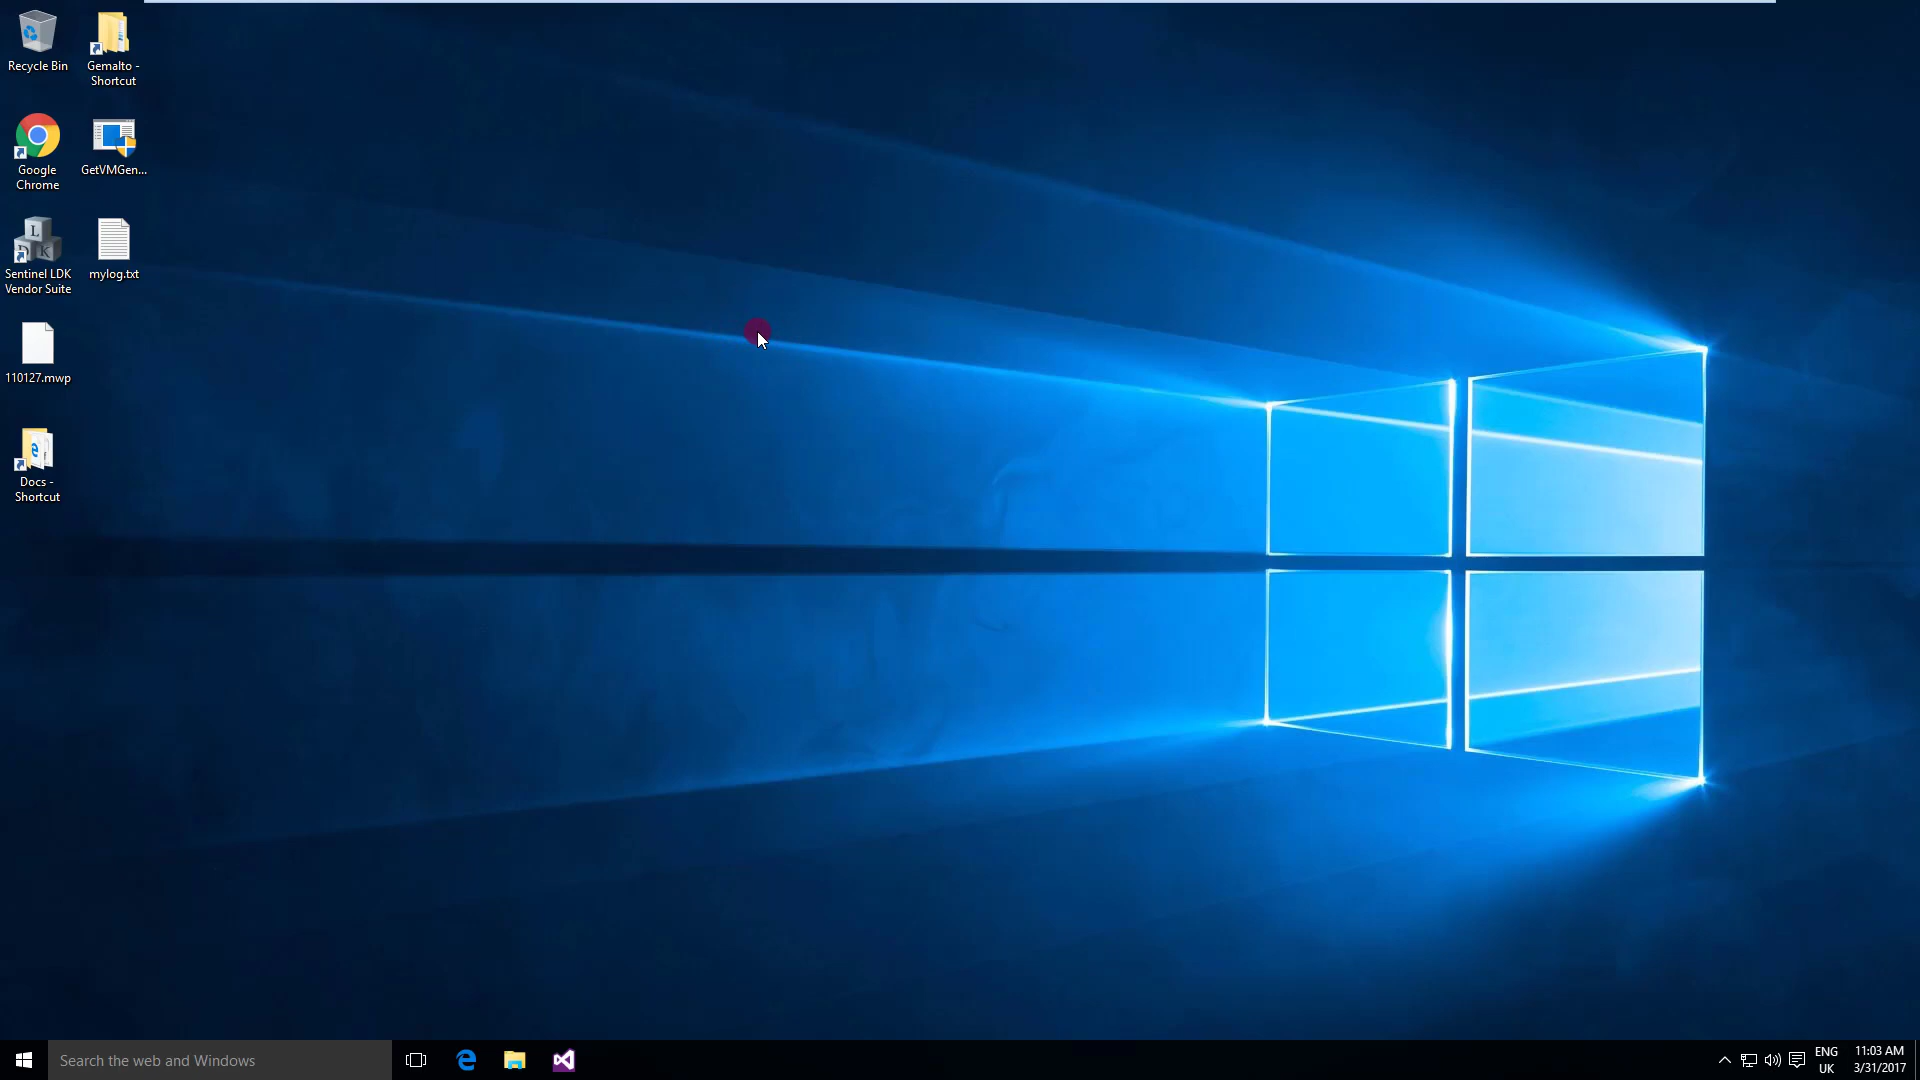 Recycle Bin
Gemalto -
Shortcut
Google
Chrome
GetVMGen...
Sentinel LDK
Vendor Suite
mylog.txt
110127.mwp
Docs -
Shortcut
Search the web and Windows
ENG
UK
11:03 AM
3/31/2017